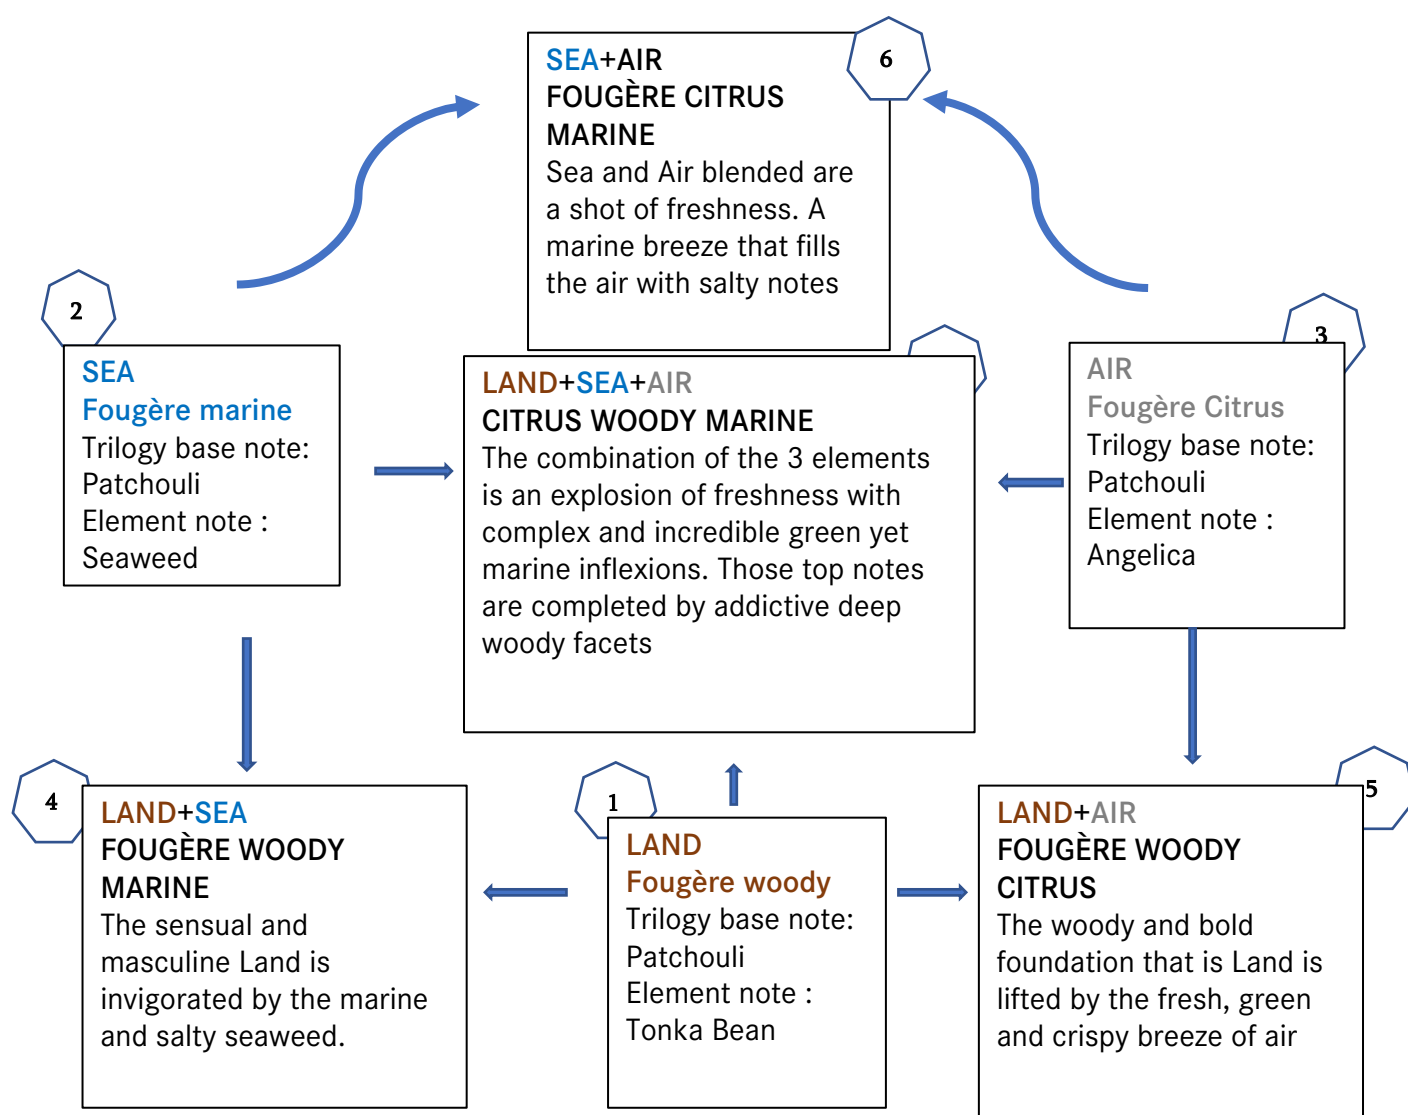 6
SEA+AIR
FOUGÈRE CITRUS
MARINE
Sea and Air blended are
a shot of freshness. A
marine breeze that fills
the air with salty notes
2
SEA
Fougère marine
Trilogy base note:
Patchouli
Element note :
Seaweed
LAND+SEA+AIR
CITRUS WOODY MARINE
The combination of the 3 elements
is an explosion of freshness with
complex and incredible green yet
marine inflexions. Those top notes
are completed by addictive deep
woody facets
3
AIR
Fougère Citrus
Trilogy base note:
Patchouli
Element note :
Angelica
4
LAND+SEA
FOUGÈRE WOODY
MARINE
The sensual and
masculine Land is
invigorated by the marine
and salty seaweed.
1
LAND
Fougère woody
Trilogy base note:
Patchouli
Element note :
Tonka Bean
5
LAND+AIR
FOUGÈRE WOODY
CITRUS
The woody and bold
foundation that is Land is
lifted by the fresh, green
and crispy breeze of air